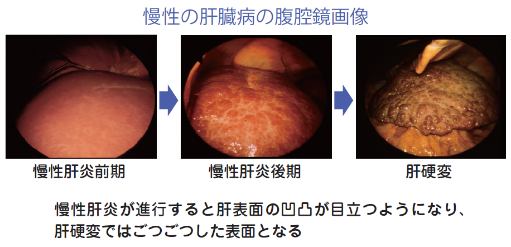 慢性の肝臓病の腹腔鏡画像
慢性肝炎前期
慢性肝炎後期
肝硬変
慢性肝炎が進行すると肝表面の凹凸が目立つようになり、
肝硬変ではごつごつした表面となる